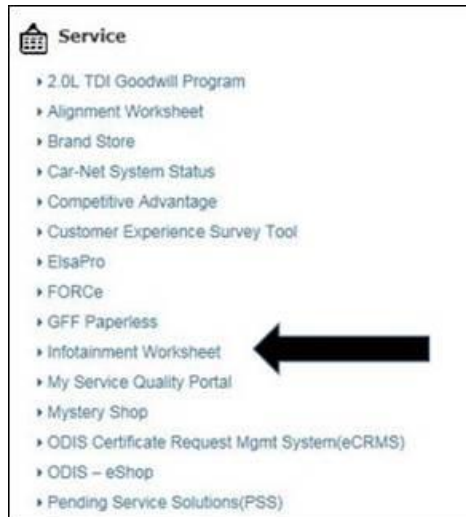 Service
2.0L TDI Goodwill Program
Alignment Worksheet
Brand Store
Car-Net System Status
Competitive Advantage
Customer Experience Survey Tool
ElsaPro
FORCe
GFF Paperless
Infotainment Worksheet
My Service Quality Portal
Mystery Shop
ODIS Certificate Request Mgmt System(eCRMS)
ODIS – eShop
Pending Service Solutions(PSS)